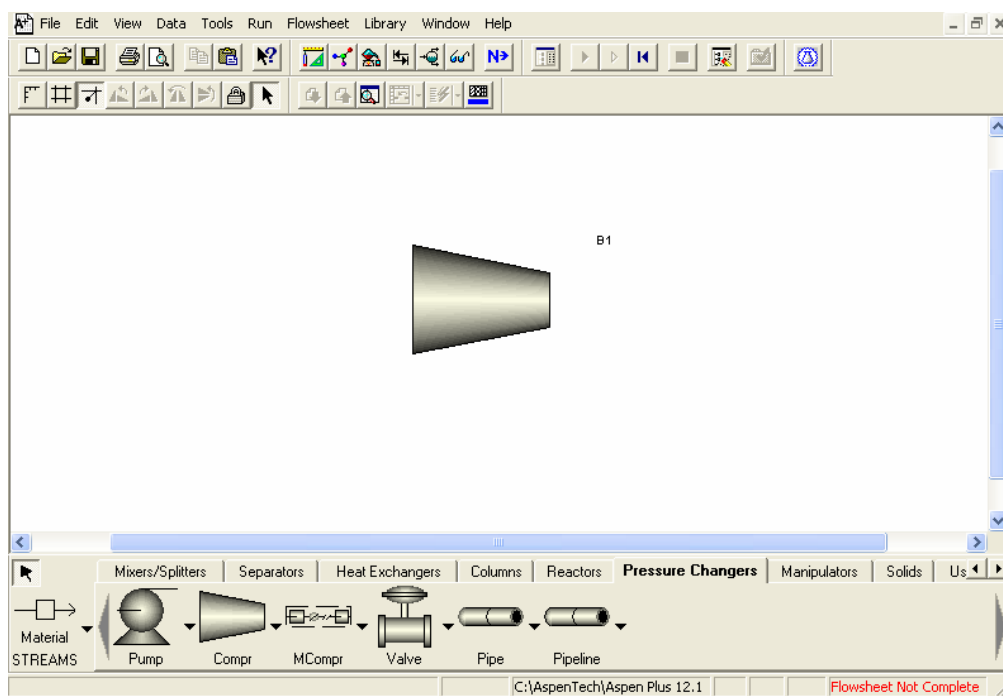 File Edit View Data Tools Run Flowsheet Library Window Help
N
B1
Mixers/Splitters Separators Heat Exchangers Columns Reactors Pressure Changers Manipulators Solids Us
Material
STREAMS Pump Compr MCompr Valve Pipe Pipeline
C:\AspenTech\Aspen Plus 12.1 Flowsheet Not Complete